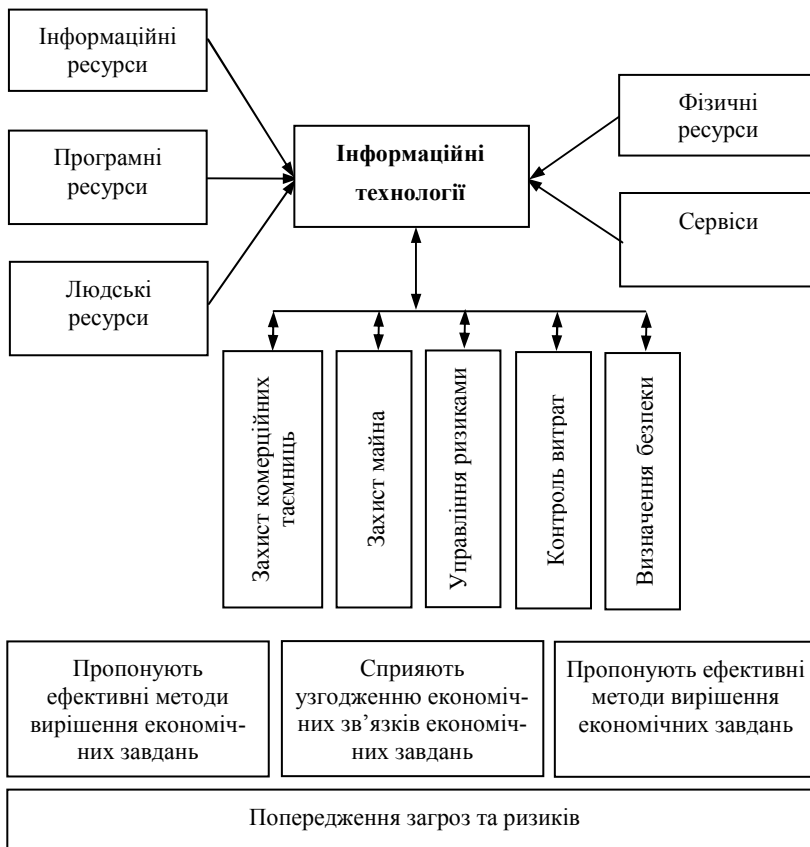 Інформаційні
ресурси
Фізичні
ресурси
Програмні
ресурси
Інформаційні
технології
Сервіси
Людські
ресурси
Захист комерційних
таємниць
Захист майна
Управління ризиками
Контроль витрат
Визначення безпеки
Пропонують
ефективні методи
вирішення економіч-
них завдань
Сприяють
узгодженню економіч-
них зв’язків економіч-
них завдань
Пропонують ефективні
методи вирішення
економічних завдань
Попередження загроз та ризиків